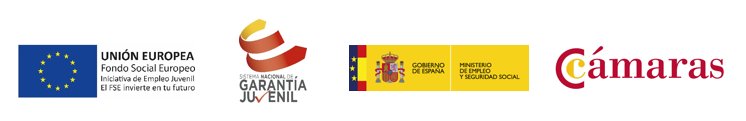 UNIÓN EUROPEA
Fondo Social Europeo
Iniciativa de Empleo Juvenil
El FSE invierte en tu futuro
SISTEMA NACIONAL DE
GARANTÍA
JUVENIL
GOBIERNO
DE ESPAÑA
MINISTERIO
DE EMPLEO
Y SEGURIDAD SOCIAL
Cámaras